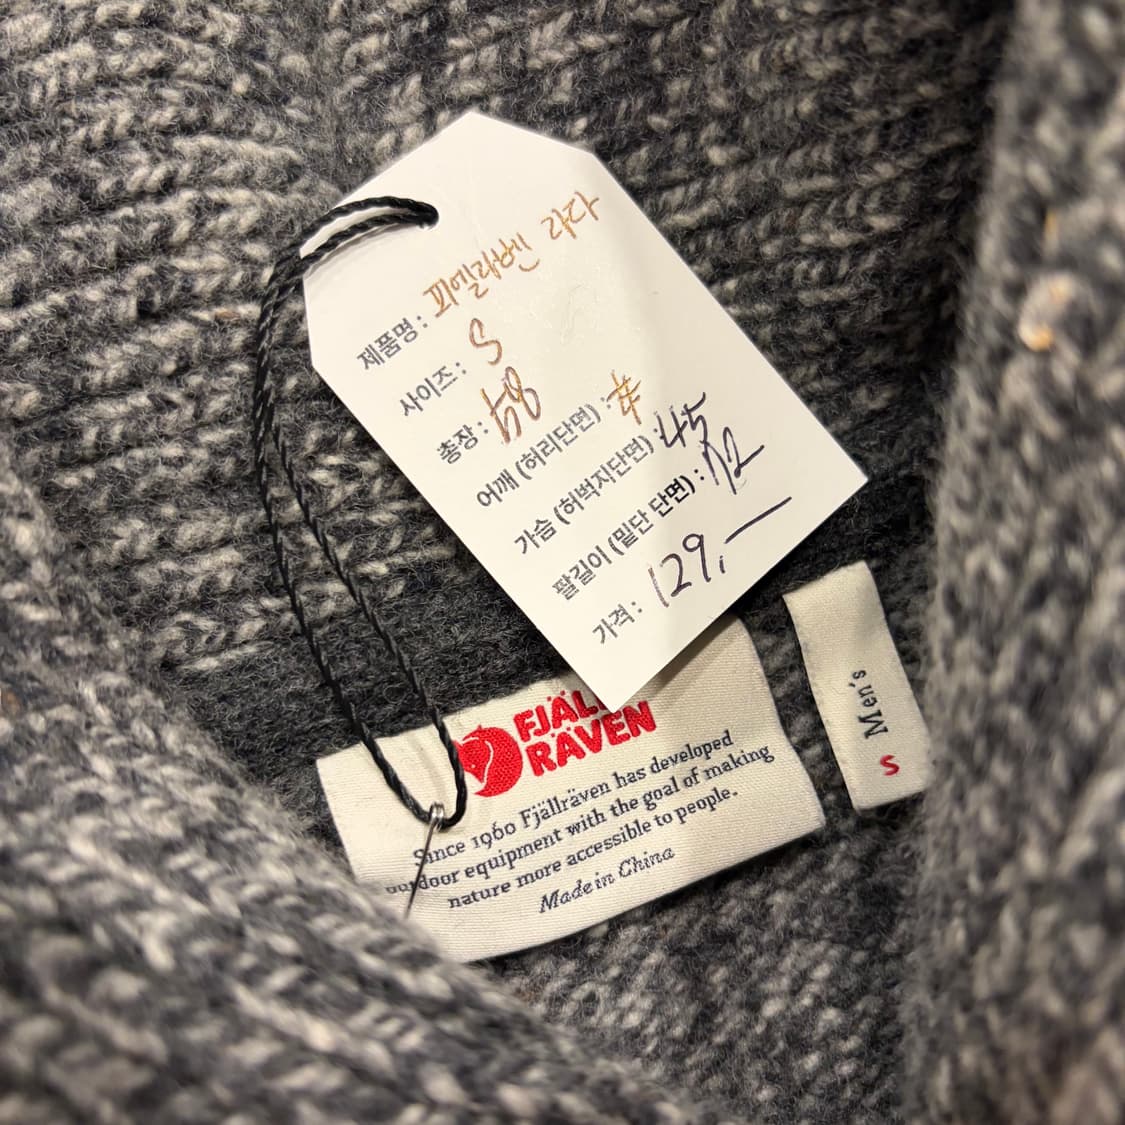 제품명 : 피엘라벤 라다
사이즈 : S
총장 : 58
어깨 (허리단면) : #
가슴 (허벅지단면) : 45
팔길이 (밑단 단면) : 72
가격 : 129,—
FJÄLL
RÄVEN
Since 1960 Fjällräven has developed
outdoor equipment with the goal of making
nature more accessible to people.
Made in China
Men's
S